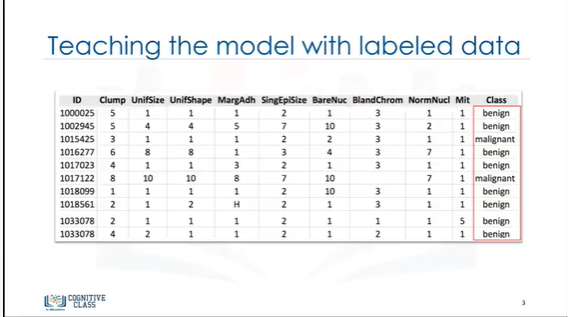 Teaching the model with labeled data
ID Clump UnifSize UnifShape MargAdh SingEpiSize BareNuc BlandChrom NormNucl Mit Class
1000025 5 1 1 1 2 1 3 1 1 benign
1002945 5 4 4 5 7 10 3 2 1 benign
1015425 3 1 1 1 2 2 3 1 1 malignant
1016277 6 8 8 1 3 4 3 7 1 benign
1017023 4 1 1 3 2 1 3 1 1 benign
1017122 8 10 10 8 7 10 7 1 malignant
1018099 1 1 1 1 2 10 3 1 1 benign
1018561 2 1 2 H 2 1 3 1 1 benign
1033078 2 1 1 1 2 1 1 1 5 benign
1033078 4 2 1 1 2 1 2 1 1 benign
COGNITIVE
CLASS
3